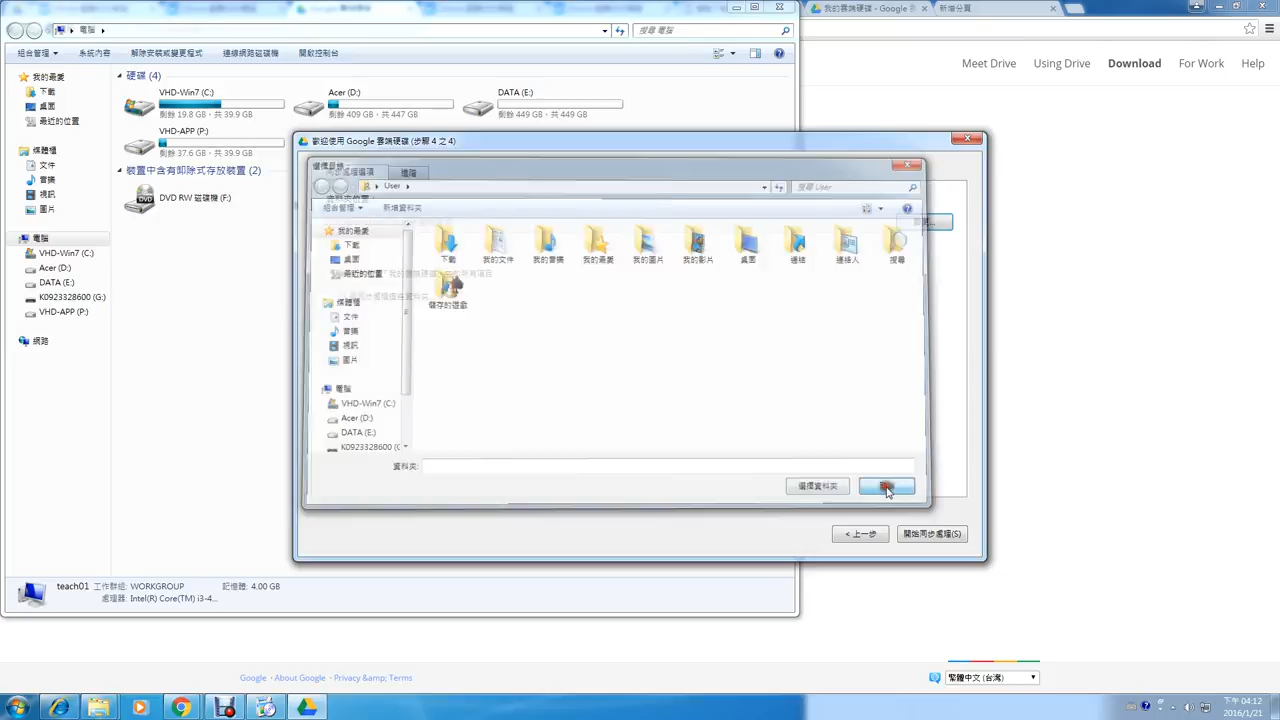 我的雲端硬碟 - Google 
新分頁
電腦
搜尋 電腦
組合管理
系統內容
解除安裝或變更程式
連線網路磁碟機
開啟控制台
Meet Drive
Using Drive
Download
For Work
Help
我的最愛
下載
桌面
最近的位置
媒體櫃
文件
音樂
視訊
圖片
電腦
VHD-Win7 (C:)
Acer (D:)
DATA (E:)
K0923328600 (G:)
VHD-APP (P:)
網路
硬碟 (4)
VHD-Win7 (C:)
剩餘 19.8 GB，共 39.9 GB
Acer (D:)
剩餘 409 GB，共 447 GB
DATA (E:)
剩餘 449 GB，共 449 GB
VHD-APP (P:)
剩餘 37.6 GB，共 39.9 GB
裝置中含有卸除式存放裝置 (2)
DVD RW 磁碟機 (F:)
歡迎使用 Google 雲端硬碟 (步驟 4 之 4)
選擇目錄
同步處理選項
進階
User
搜尋 User
組合管理
新增資料夾
我的最愛
下載
桌面
最近的位置
媒體櫃
文件
音樂
視訊
圖片
電腦
VHD-Win7 (C:)
Acer (D:)
DATA (E:)
K0923328600 (G
下載
我的文件
我的音樂
我的最愛
我的圖片
我的影片
桌面
連結
連絡人
搜尋
儲存的遊戲
資料夾:
選擇資料夾
< 上一步
開始同步處理(S)
teach01 工作群組: WORKGROUP
記憶體: 4.00 GB
處理器: Intel(R) Core(TM) i3-4...
Google · About Google · Privacy &amp; Terms
繁體中文 (台灣)
下午 04:12
2016/1/21